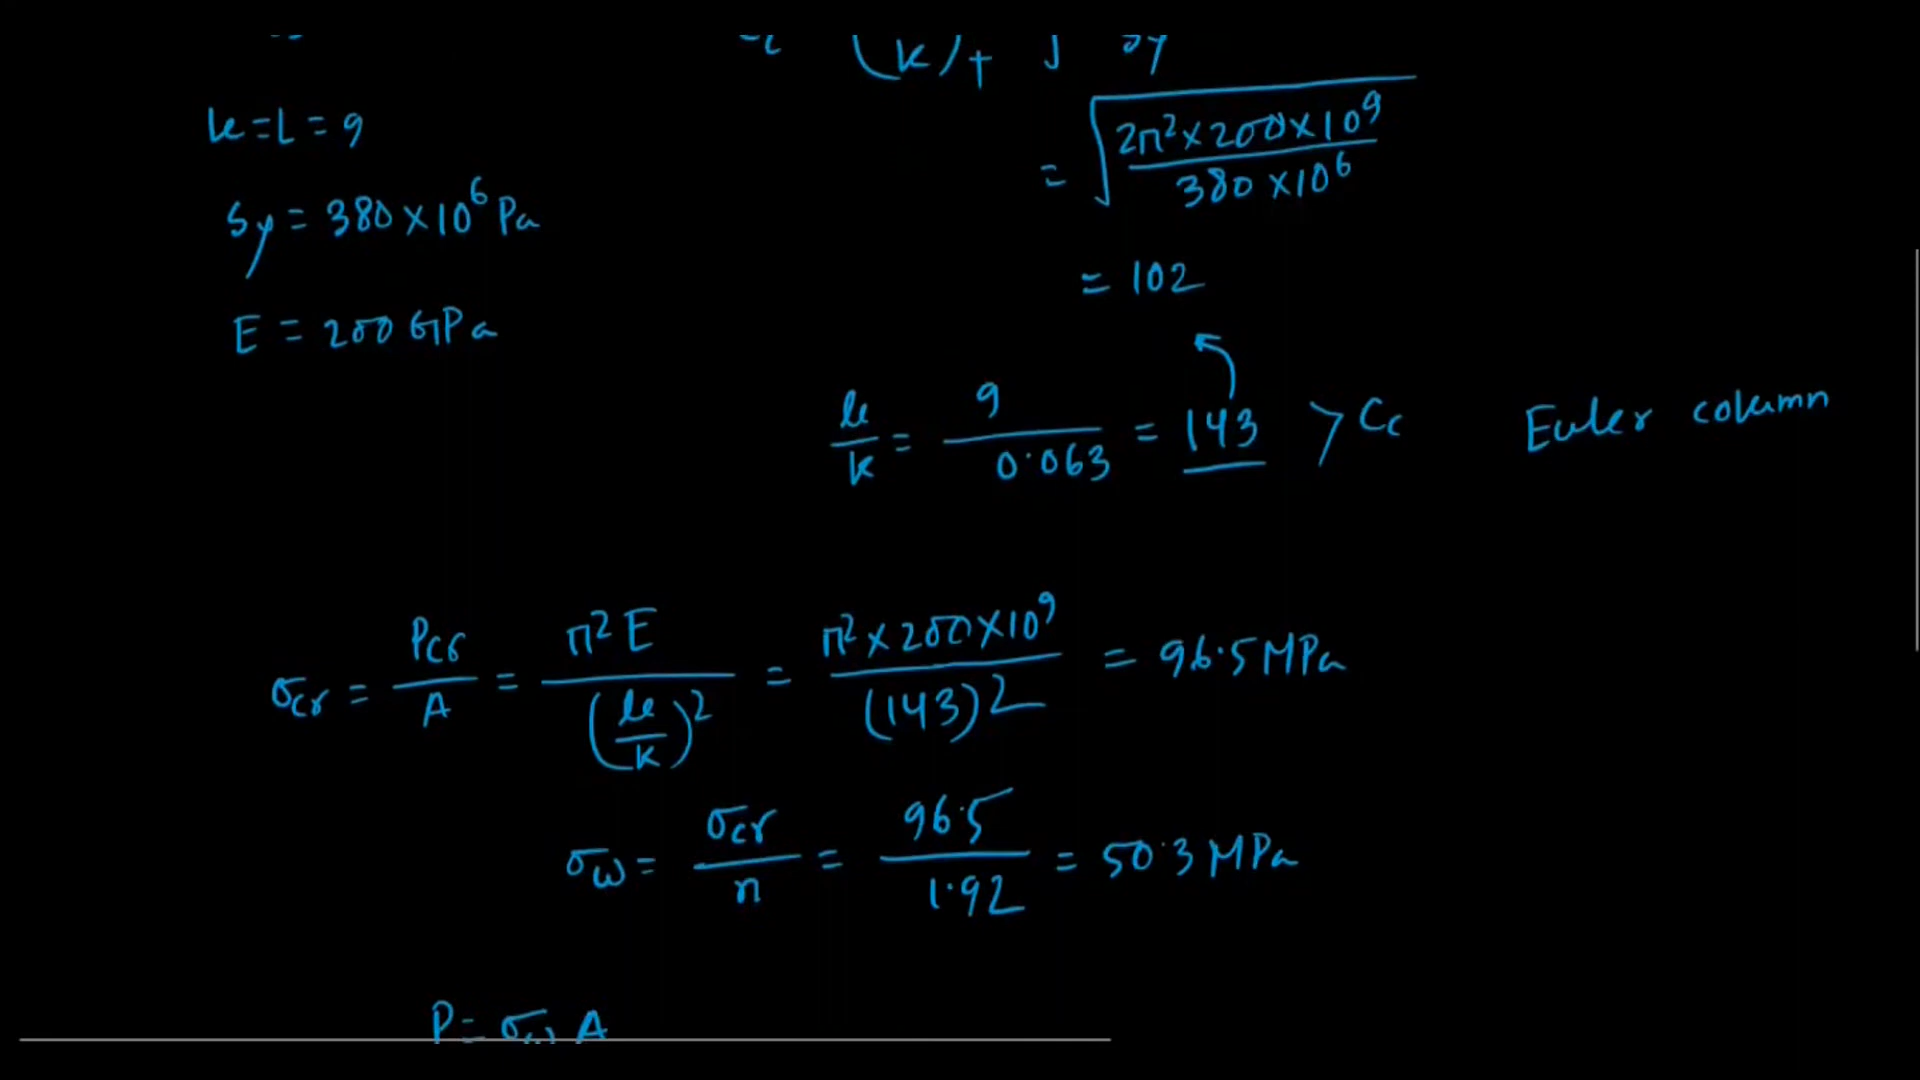 (k)t Sy
le = L = 9
= √(2π² × 200 × 10⁹ / 380 × 10⁶)
Sy = 380 × 10⁶ Pa
= 102
E = 200 GPa
le/k = 9/0.063 = 143 > Cc Euler column
σcr = Pcr/A = π² E/(le/k)² = π² × 200 × 10⁹/(143)² = 96.5 MPa
σw = σcr/n = 96.5/1.92 = 50.3 MPa
P = σw A